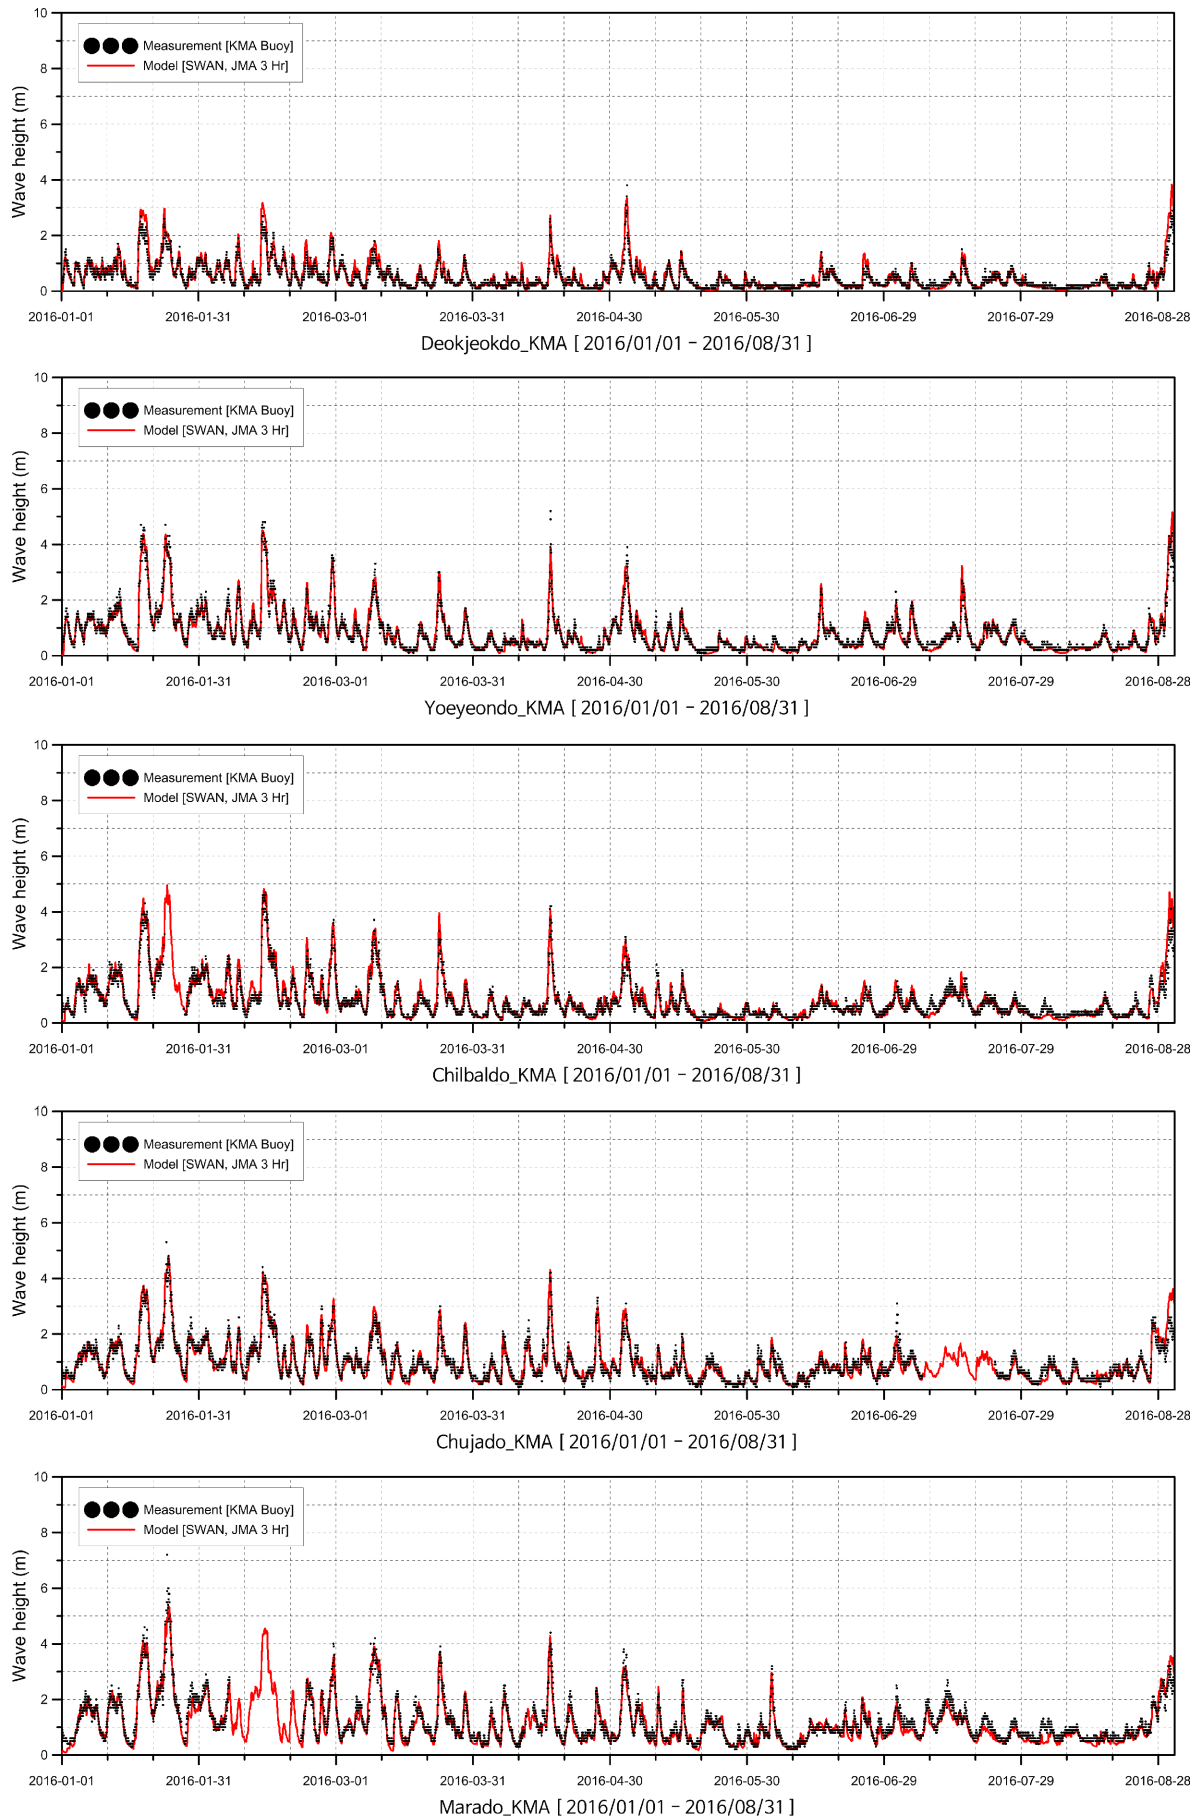 10
Measurement [KMA Buoy]
Model [SWAN, JMA 3 Hr]
8
6
4
2
0
Wave height (m)
2016-01-01 2016-01-31 2016-03-01 2016-03-31 2016-04-30 2016-05-30 2016-06-29 2016-07-29 2016-08-28
Deokjeokdo_KMA [ 2016/01/01 - 2016/08/31 ]
10
Measurement [KMA Buoy]
Model [SWAN, JMA 3 Hr]
8
6
4
2
0
Wave height (m)
2016-01-01 2016-01-31 2016-03-01 2016-03-31 2016-04-30 2016-05-30 2016-06-29 2016-07-29 2016-08-28
Yoeyeondo_KMA [ 2016/01/01 - 2016/08/31 ]
10
Measurement [KMA Buoy]
Model [SWAN, JMA 3 Hr]
8
6
4
2
0
Wave height (m)
2016-01-01 2016-01-31 2016-03-01 2016-03-31 2016-04-30 2016-05-30 2016-06-29 2016-07-29 2016-08-28
Chilbaldo_KMA [ 2016/01/01 - 2016/08/31 ]
10
Measurement [KMA Buoy]
Model [SWAN, JMA 3 Hr]
8
6
4
2
0
Wave height (m)
2016-01-01 2016-01-31 2016-03-01 2016-03-31 2016-04-30 2016-05-30 2016-06-29 2016-07-29 2016-08-28
Chujado_KMA [ 2016/01/01 - 2016/08/31 ]
10
Measurement [KMA Buoy]
Model [SWAN, JMA 3 Hr]
8
6
4
2
0
Wave height (m)
2016-01-01 2016-01-31 2016-03-01 2016-03-31 2016-04-30 2016-05-30 2016-06-29 2016-07-29 2016-08-28
Marado_KMA [ 2016/01/01 - 2016/08/31 ]